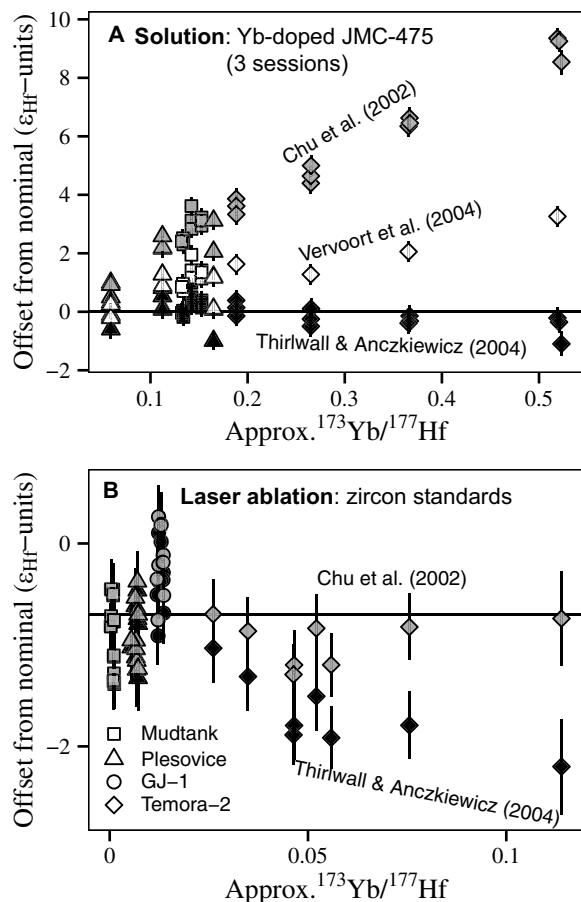 A Solution: Yb-doped JMC-475
(3 sessions)
Offset from nominal (εHf−units)
10
8
6
4
2
0
−2
Chu et al. (2002)
Vervoort et al. (2004)
Thirlwall & Anczkiewicz (2004)
0.1 0.2 0.3 0.4 0.5
Approx.¹⁷³Yb/¹⁷⁷Hf
B Laser ablation: zircon standards
Offset from nominal (εHf−units)
0
−2
Chu et al. (2002)
Mudtank
Plesovice
GJ−1
Temora−2
Thirlwall & Anczkiewicz (2004)
0 0.05 0.1
Approx.¹⁷³Yb/¹⁷⁷Hf